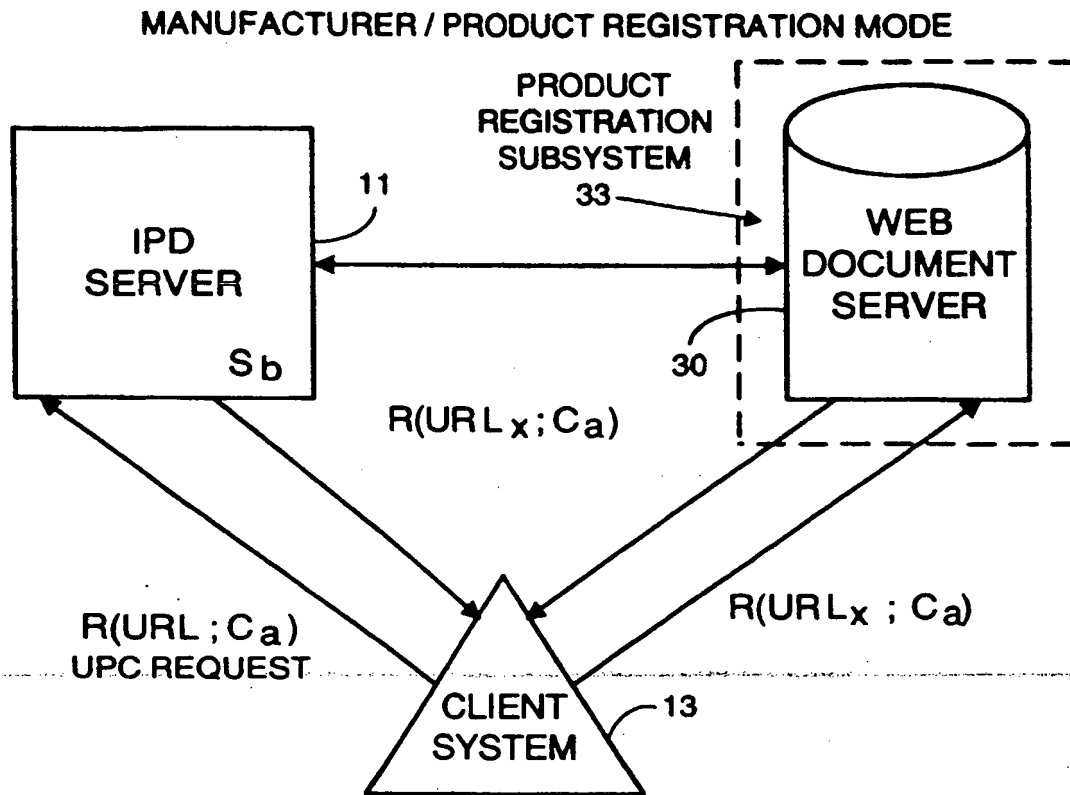 MANUFACTURER / PRODUCT REGISTRATION MODE
PRODUCT
REGISTRATION
SUBSYSTEM
33
11
IPD
SERVER
Sb
WEB
DOCUMENT
SERVER
30
R(URLx ; Ca)
R(URL ; Ca)
UPC REQUEST
R(URLx ; Ca)
CLIENT
SYSTEM
13